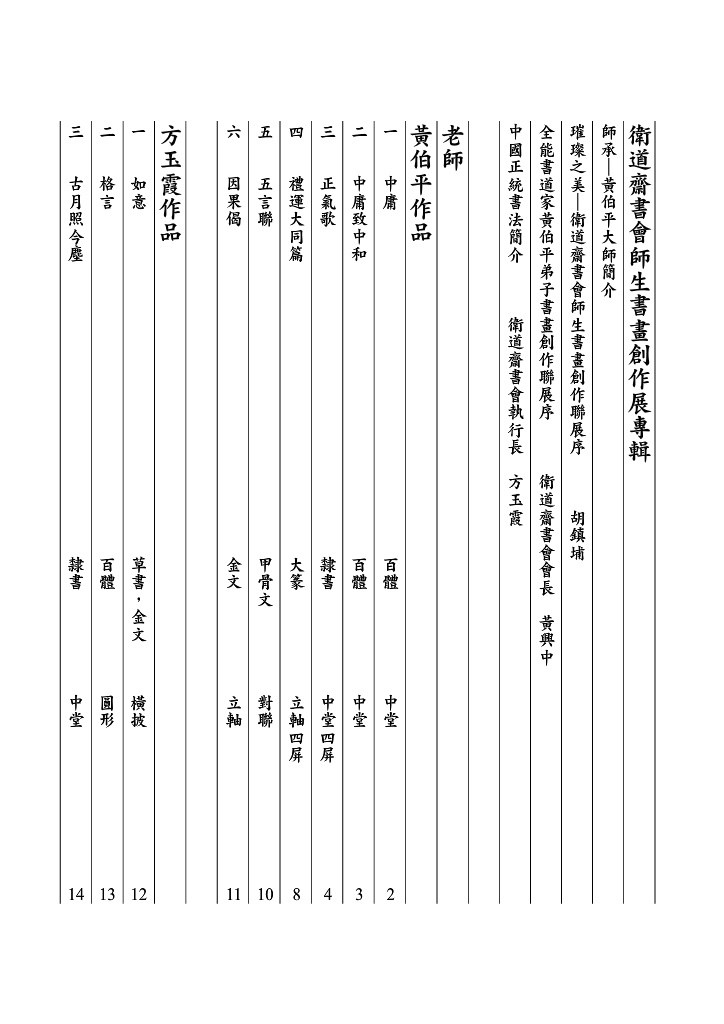 衛道齋書會師生書畫創作展專輯
師承—黃伯平大師簡介
璀璨之美—衛道齋書會師生書畫創作聯展序 胡鎮埔
全能書道家黃伯平弟子書畫創作聯展序 衛道齋書會會長 黃興中
中國正統書法簡介 衛道齋書會執行長 方玉霞
老師
黃伯平作品
一 中庸 百體 中堂 2
二 中庸致中和 百體 中堂 3
三 正氣歌 隸書 中堂四屏 4
四 禮運大同篇 大篆 立軸四屏 8
五 五言聯 甲骨文 對聯 10
六 因果偈 金文 立軸 11
方玉霞作品
一 如意 草書，金文 橫披 12
二 格言 百體 圓形 13
三 古月照今塵 隸書 中堂 14